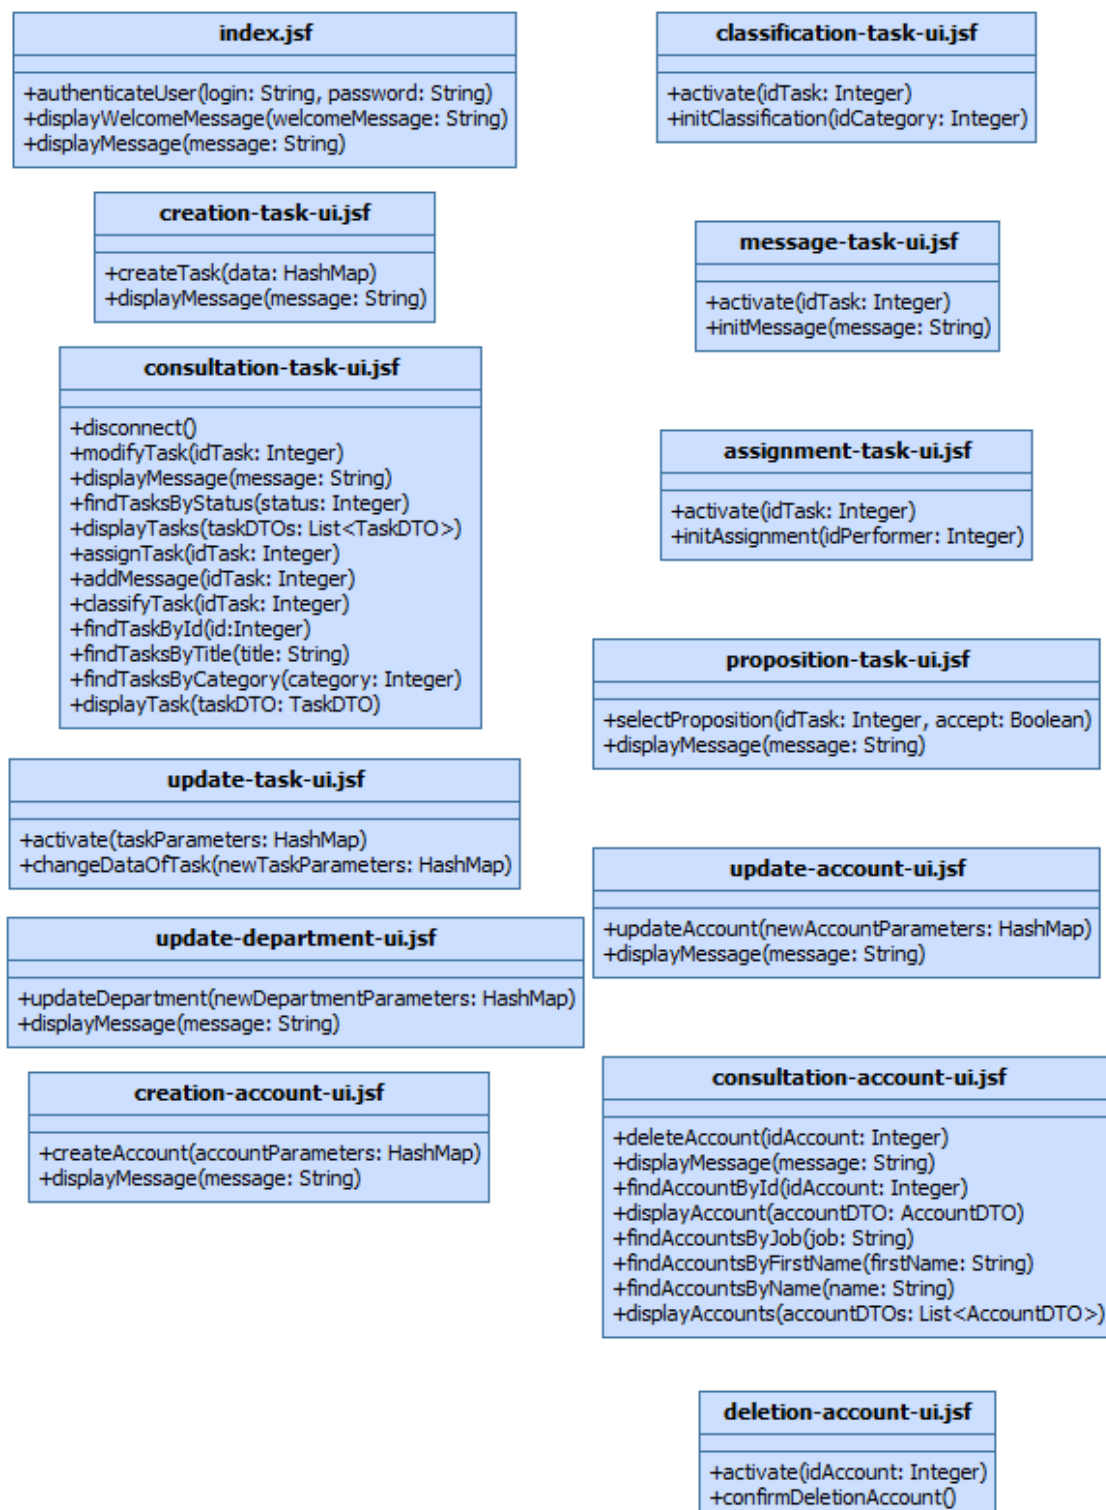 index.jsf
+authenticateUser(login: String, password: String)
+displayWelcomeMessage(welcomeMessage: String)
+displayMessage(message: String)
creation-task-ui.jsf
+createTask(data: HashMap)
+displayMessage(message: String)
consultation-task-ui.jsf
+disconnect()
+modifyTask(idTask: Integer)
+displayMessage(message: String)
+findTasksByStatus(status: Integer)
+displayTasks(taskDTOs: List<TaskDTO>)
+assignTask(idTask: Integer)
+addMessage(idTask: Integer)
+classifyTask(idTask: Integer)
+findTaskById(id:Integer)
+findTasksByTitle(title: String)
+findTasksByCategory(category: Integer)
+displayTask(taskDTO: TaskDTO)
update-task-ui.jsf
+activate(taskParameters: HashMap)
+changeDataOfTask(newTaskParameters: HashMap)
update-department-ui.jsf
+updateDepartment(newDepartmentParameters: HashMap)
+displayMessage(message: String)
creation-account-ui.jsf
+createAccount(accountParameters: HashMap)
+displayMessage(message: String)
classification-task-ui.jsf
+activate(idTask: Integer)
+initClassification(idCategory: Integer)
message-task-ui.jsf
+activate(idTask: Integer)
+initMessage(message: String)
assignment-task-ui.jsf
+activate(idTask: Integer)
+initAssignment(idPerformer: Integer)
proposition-task-ui.jsf
+selectProposition(idTask: Integer, accept: Boolean)
+displayMessage(message: String)
update-account-ui.jsf
+updateAccount(newAccountParameters: HashMap)
+displayMessage(message: String)
consultation-account-ui.jsf
+deleteAccount(idAccount: Integer)
+displayMessage(message: String)
+findAccountById(idAccount: Integer)
+displayAccount(accountDTO: AccountDTO)
+findAccountsByJob(job: String)
+findAccountsByFirstName(firstName: String)
+findAccountsByName(name: String)
+displayAccounts(accountDTOs: List<AccountDTO>)
deletion-account-ui.jsf
+activate(idAccount: Integer)
+confirmDeletionAccount()